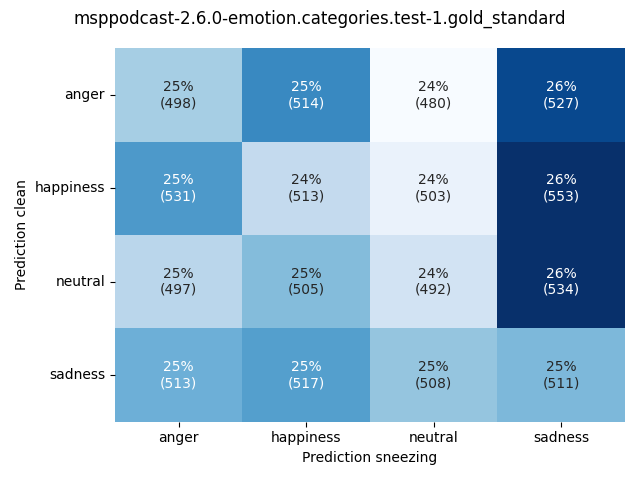 msppodcast-2.6.0-emotion.categories.test-1.gold_standard
anger
25% 25% 24% 26%
(498) (514) (480) (527)
happiness
25% 24% 24% 26%
(531) (513) (503) (553)
neutral
25% 25% 24% 26%
(497) (505) (492) (534)
sadness
25% 25% 25% 25%
(513) (517) (508) (511)
Prediction clean
anger happiness neutral sadness
Prediction sneezing